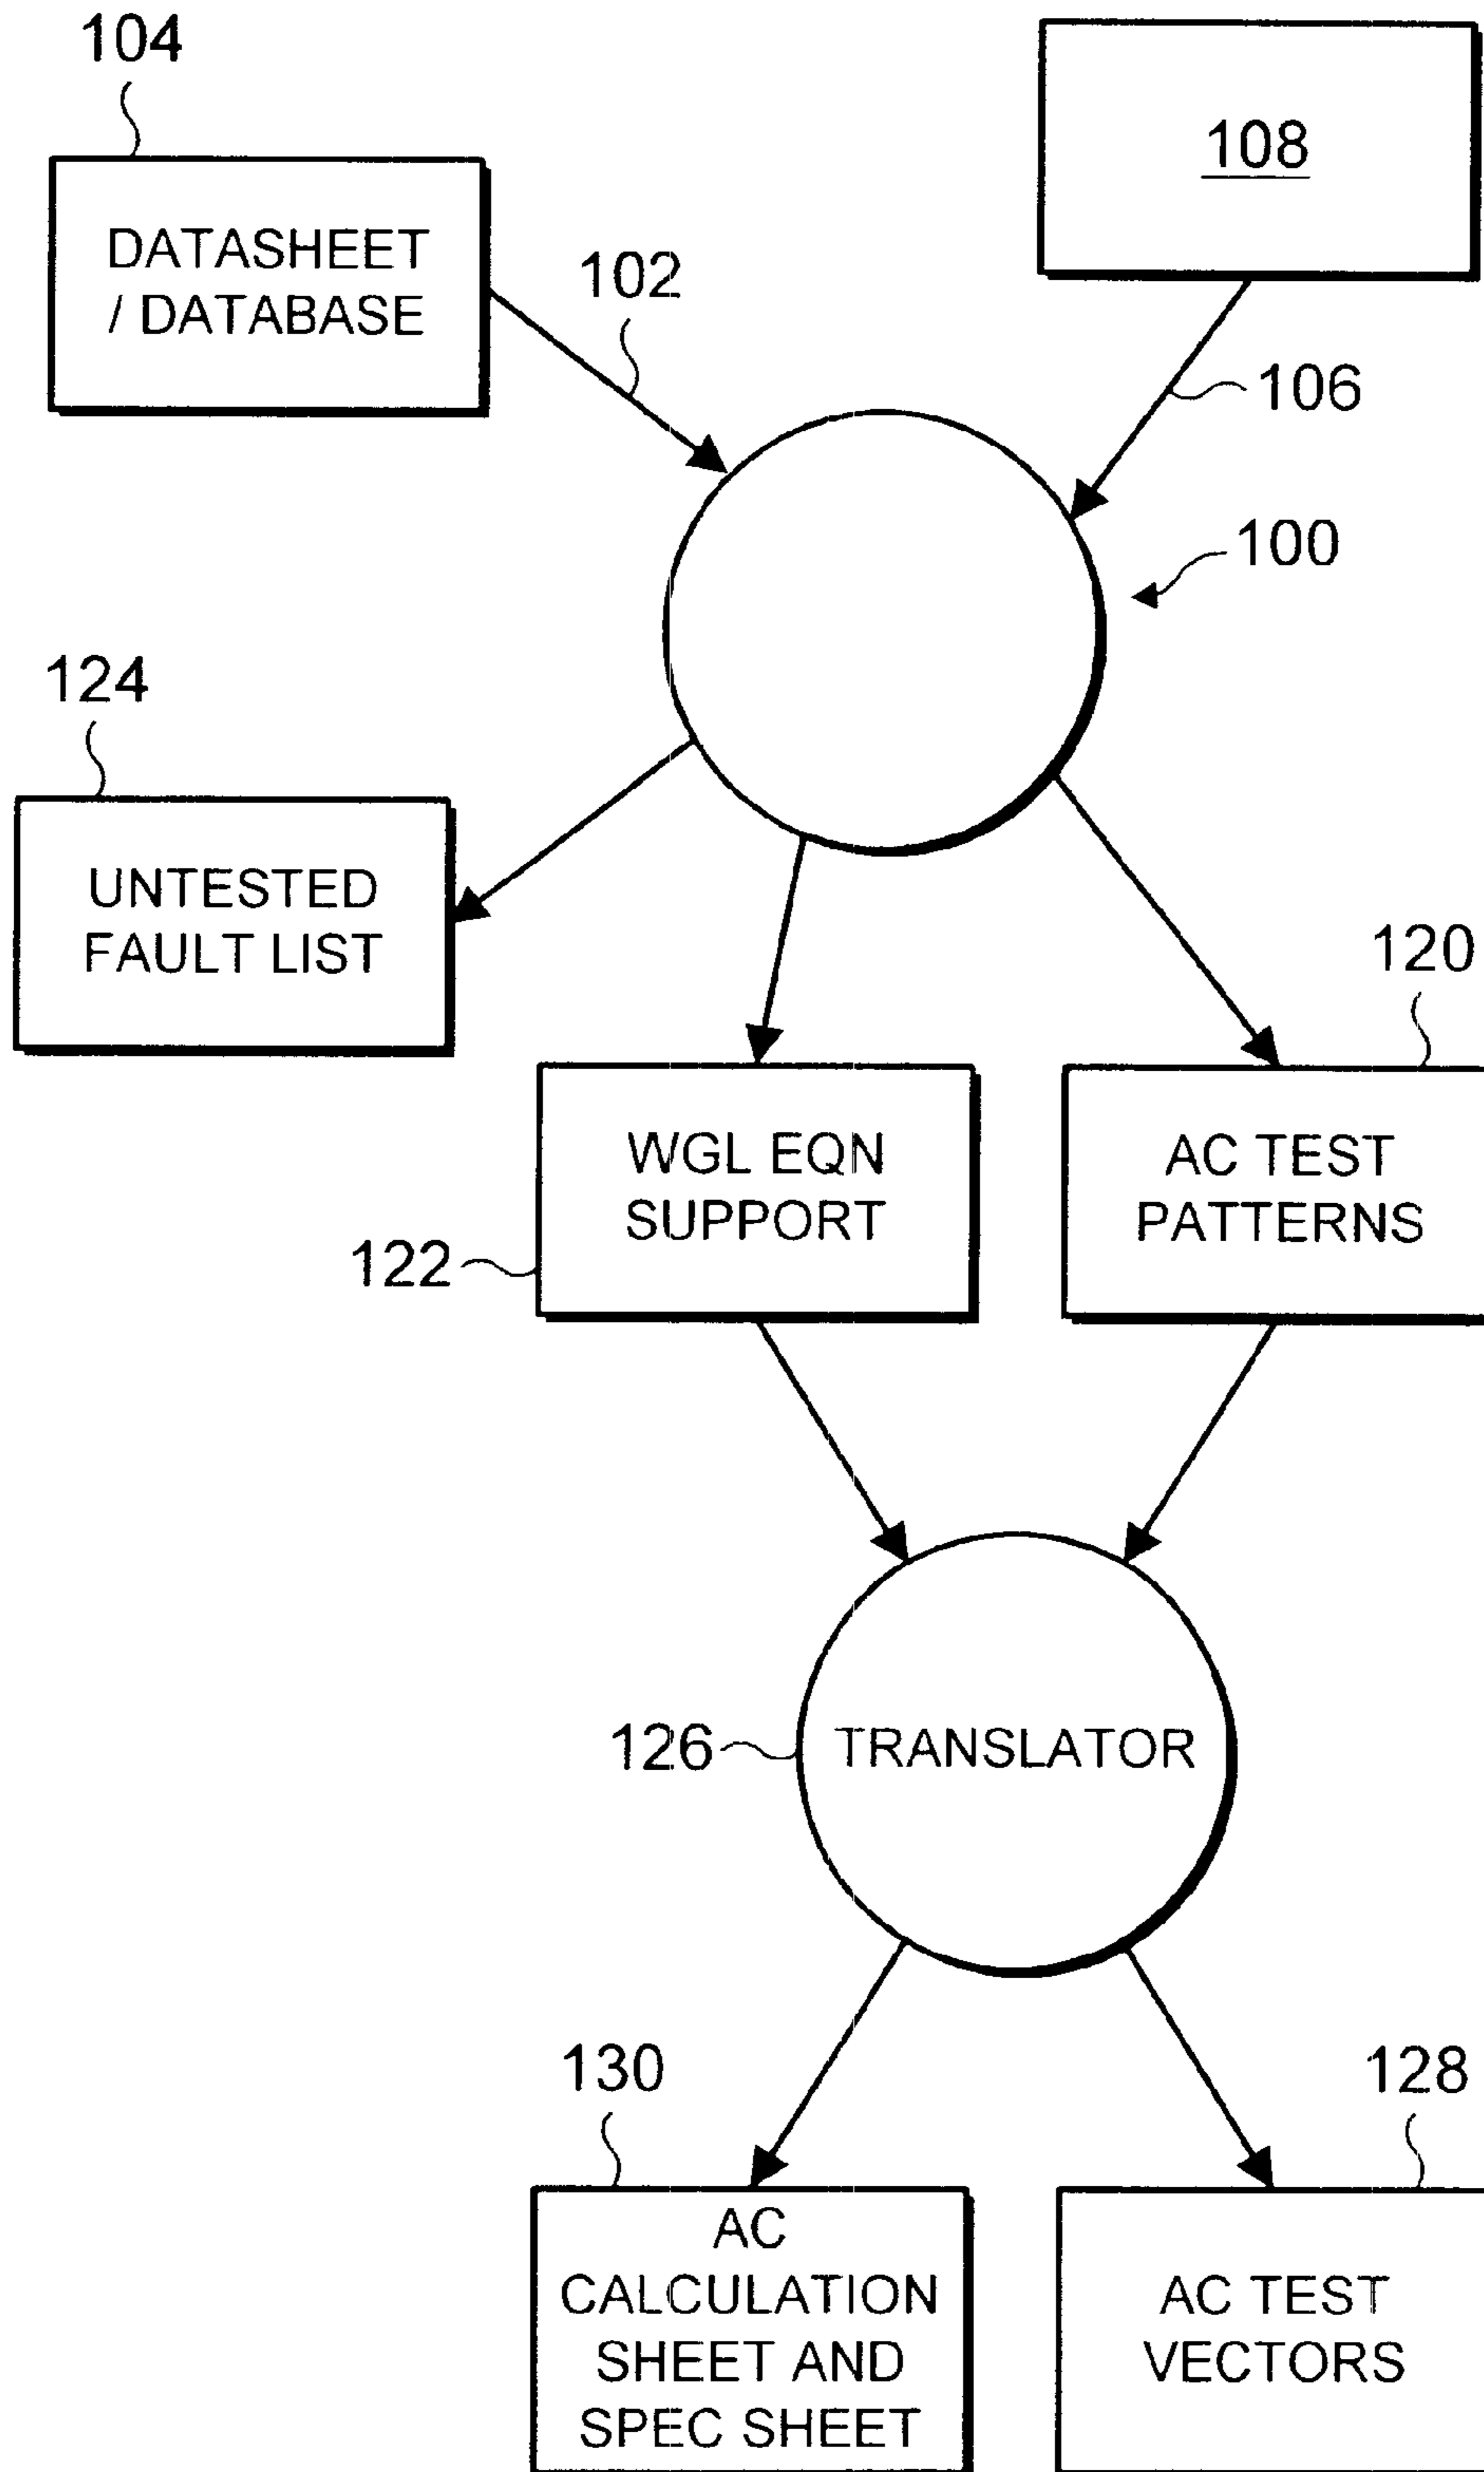 104
108
DATASHEET
/ DATABASE
102
106
100
124
UNTESTED
FAULT LIST
120
WGL EQN
SUPPORT
AC TEST
PATTERNS
122
126
TRANSLATOR
130
128
AC
CALCULATION
SHEET AND
SPEC SHEET
AC TEST
VECTORS